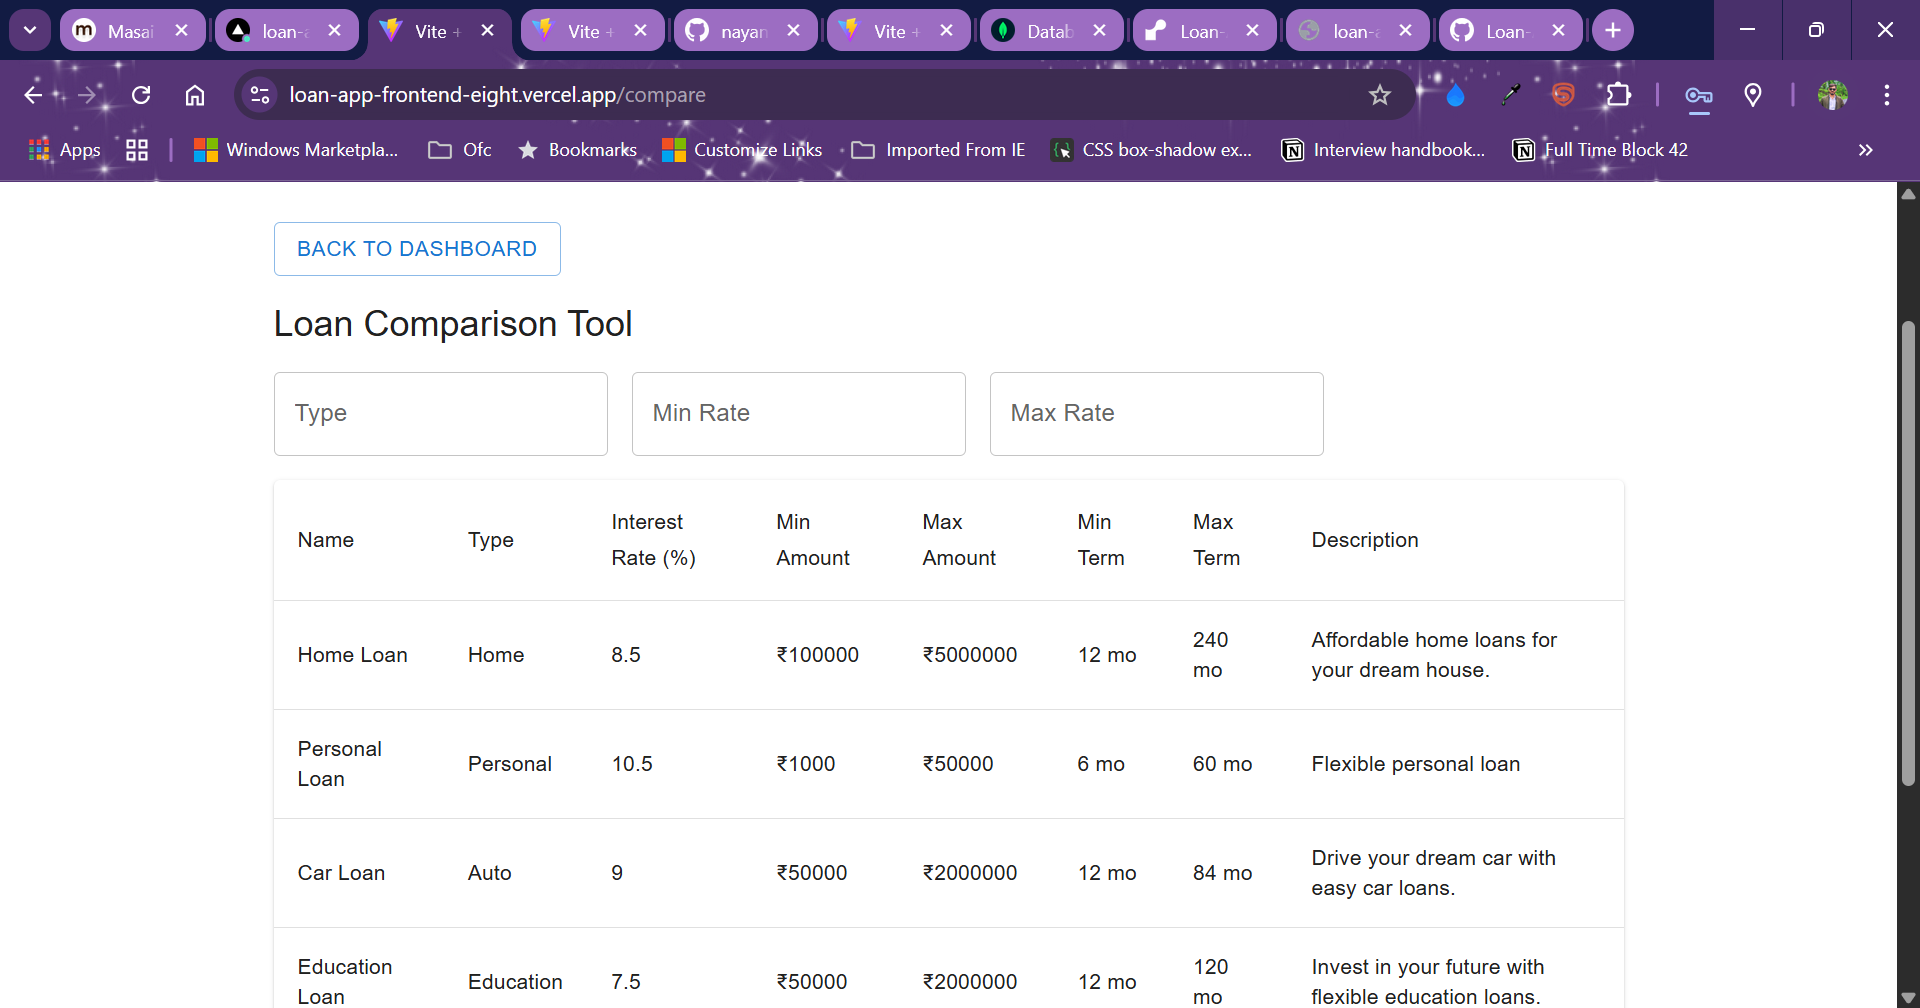 Masai
loan-a
Vite +
Vite +
nayan
Vite +
Datab
Loan-
loan-a
Loan-
loan-app-frontend-eight.vercel.app/compare
Apps
Windows Marketpla...
Ofc
Bookmarks
Customize Links
Imported From IE
CSS box-shadow ex...
Interview handbook...
Full Time Block 42
BACK TO DASHBOARD
Loan Comparison Tool
Type
Min Rate
Max Rate
Name
Type
Interest
Rate (%)
Min
Amount
Max
Amount
Min
Term
Max
Term
Description
Home Loan
Home
8.5
₹100000
₹5000000
12 mo
240
mo
Affordable home loans for
your dream house.
Personal
Loan
Personal
10.5
₹1000
₹50000
6 mo
60 mo
Flexible personal loan
Car Loan
Auto
9
₹50000
₹2000000
12 mo
84 mo
Drive your dream car with
easy car loans.
Education
Loan
Education
7.5
₹50000
₹2000000
12 mo
120
mo
Invest in your future with
flexible education loans.